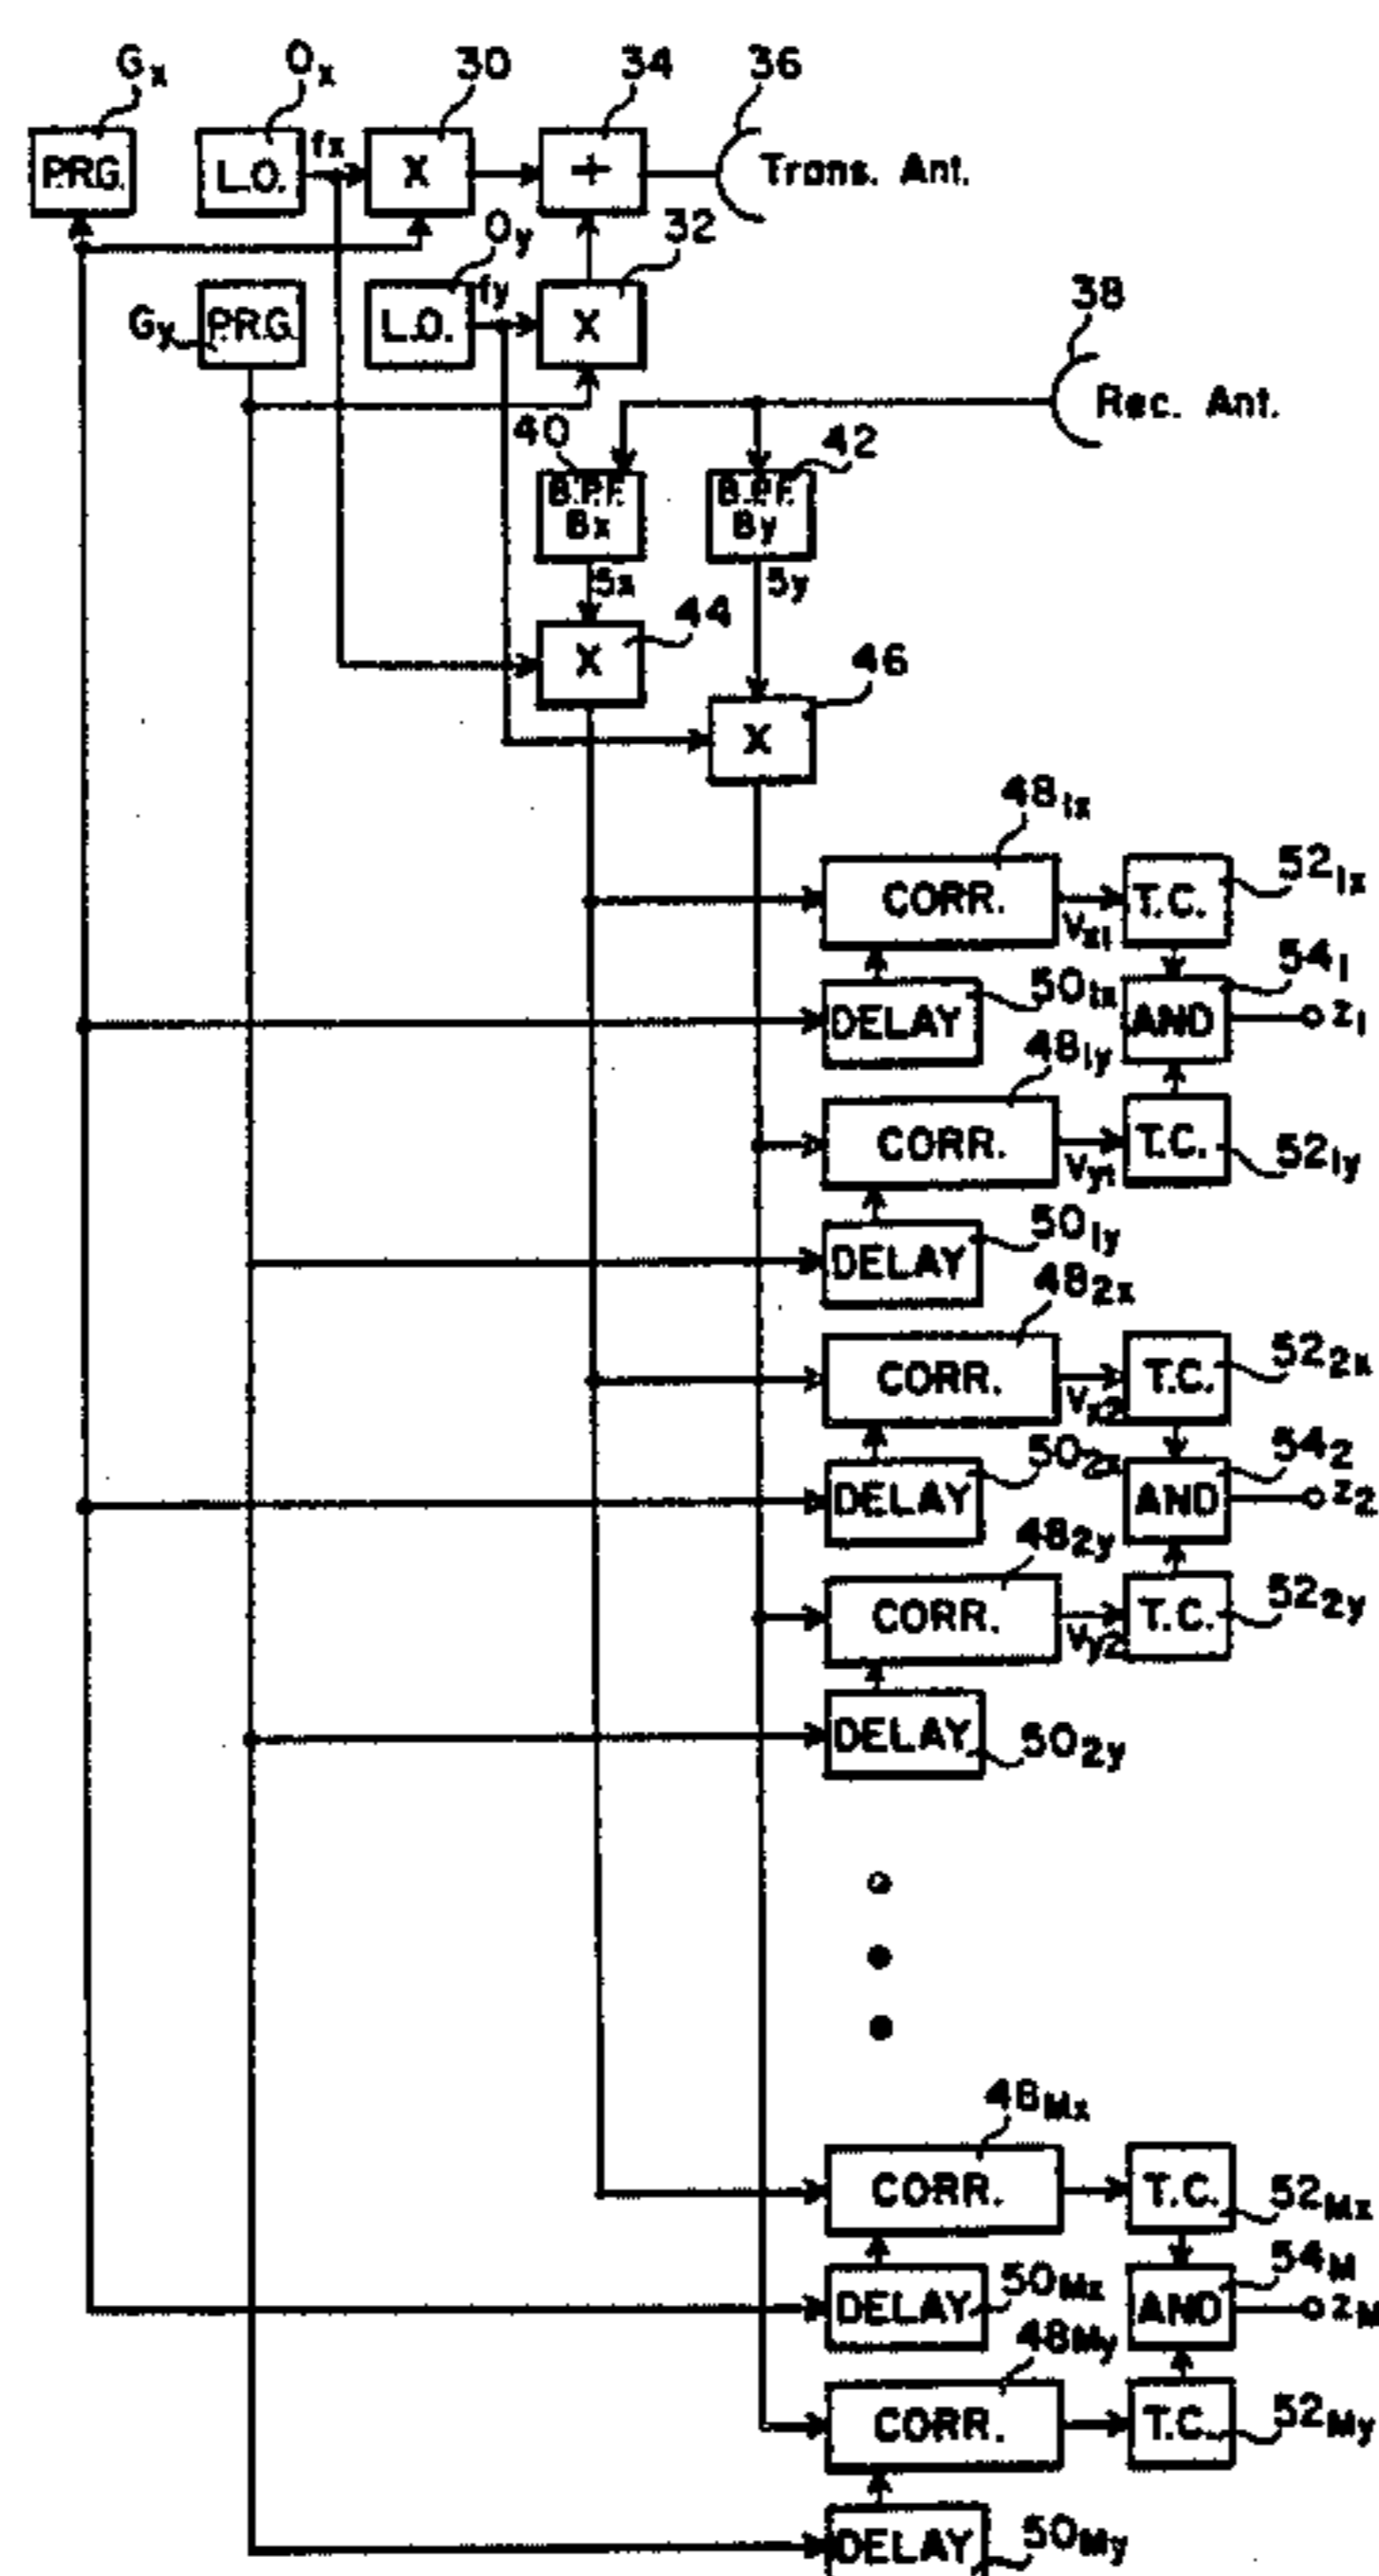 Gx Ox 30 34 36
P.R.G. L.O. fx X + Trans. Ant.
Oy 32
Gy P.R.G L.O. fy X
38
Rec. Ant.
40 42
B.P.F. Bx B.P.F. By
Sx Sy
44
X
46
X
48₁ₓ
CORR. Vx1 T.C. 52₁ₓ
DELAY 50₁ₓ AND 54₁ z₁
48₁y
CORR. Vy1 T.C. 52₁y
DELAY 50₁y
48₂ₓ
CORR. Vx2 T.C. 52₂ₓ
DELAY 50₂ₓ AND 54₂ z₂
48₂y
CORR. Vy2 T.C. 52₂y
DELAY 50₂y
48Mx
CORR. T.C. 52Mx
DELAY 50Mx AND 54M zM
48My
CORR. T.C. 52My
DELAY 50My